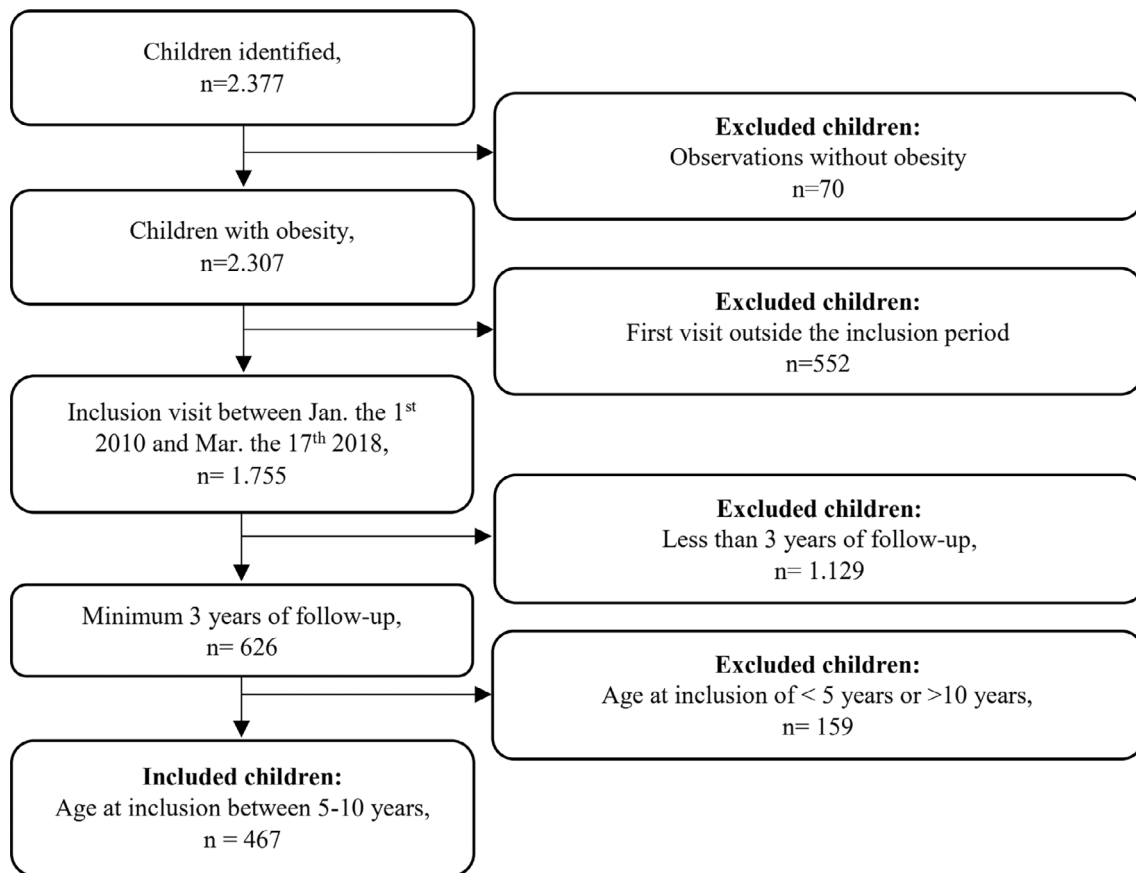 Children identified,
n=2.377
Excluded children:
Observations without obesity
n=70
Children with obesity,
n=2.307
Excluded children:
First visit outside the inclusion period
n=552
Inclusion visit between Jan. the 1st
2010 and Mar. the 17th 2018,
n= 1.755
Excluded children:
Less than 3 years of follow-up,
n= 1.129
Minimum 3 years of follow-up,
n= 626
Excluded children:
Age at inclusion of < 5 years or >10 years,
n= 159
Included children:
Age at inclusion between 5-10 years,
n = 467